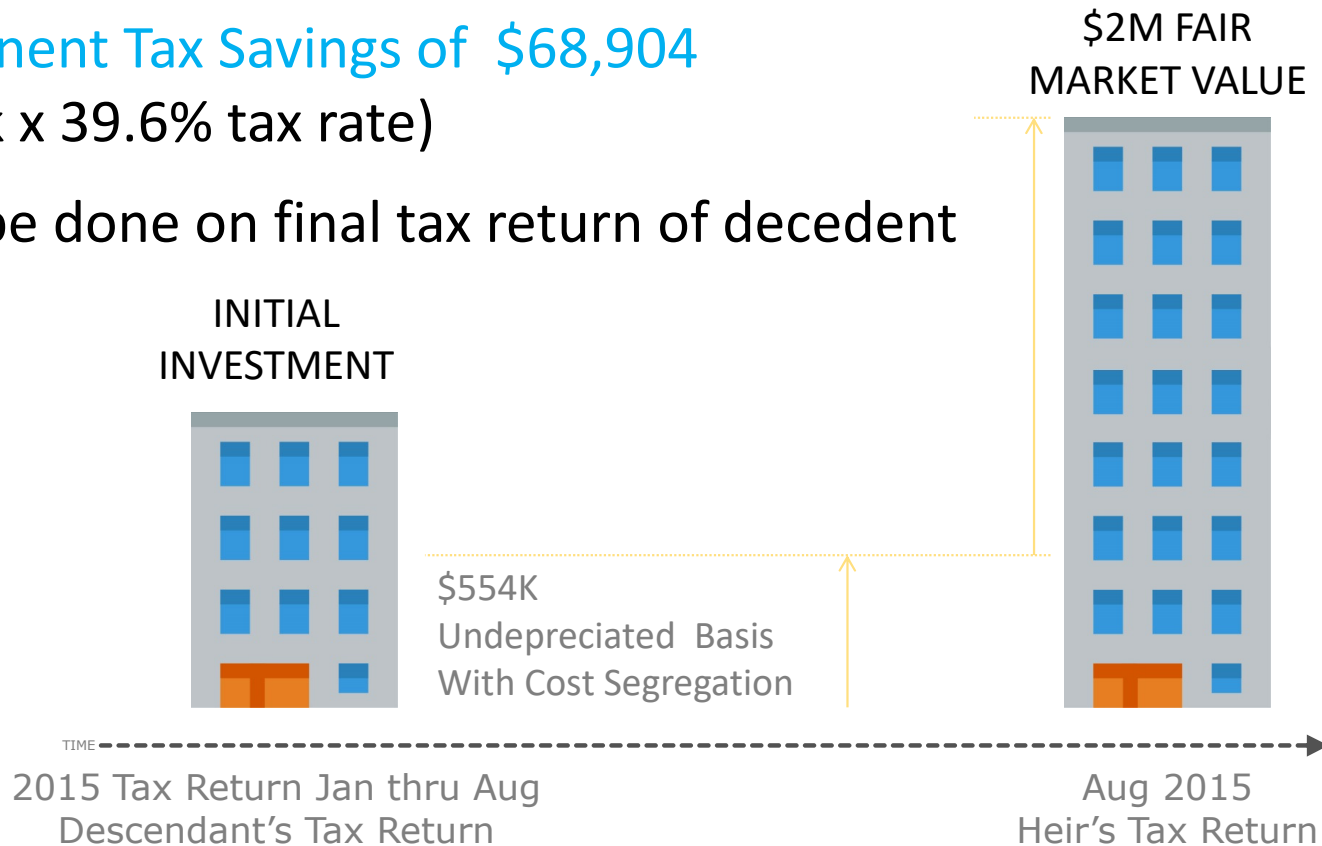 nent Tax Savings of $68,904
x 39.6% tax rate)
be done on final tax return of decedent
$2M FAIR
MARKET VALUE
INITIAL
INVESTMENT
$554K
Undepreciated Basis
With Cost Segregation
TIME
2015 Tax Return Jan thru Aug
Descendant's Tax Return
Aug 2015
Heir's Tax Return